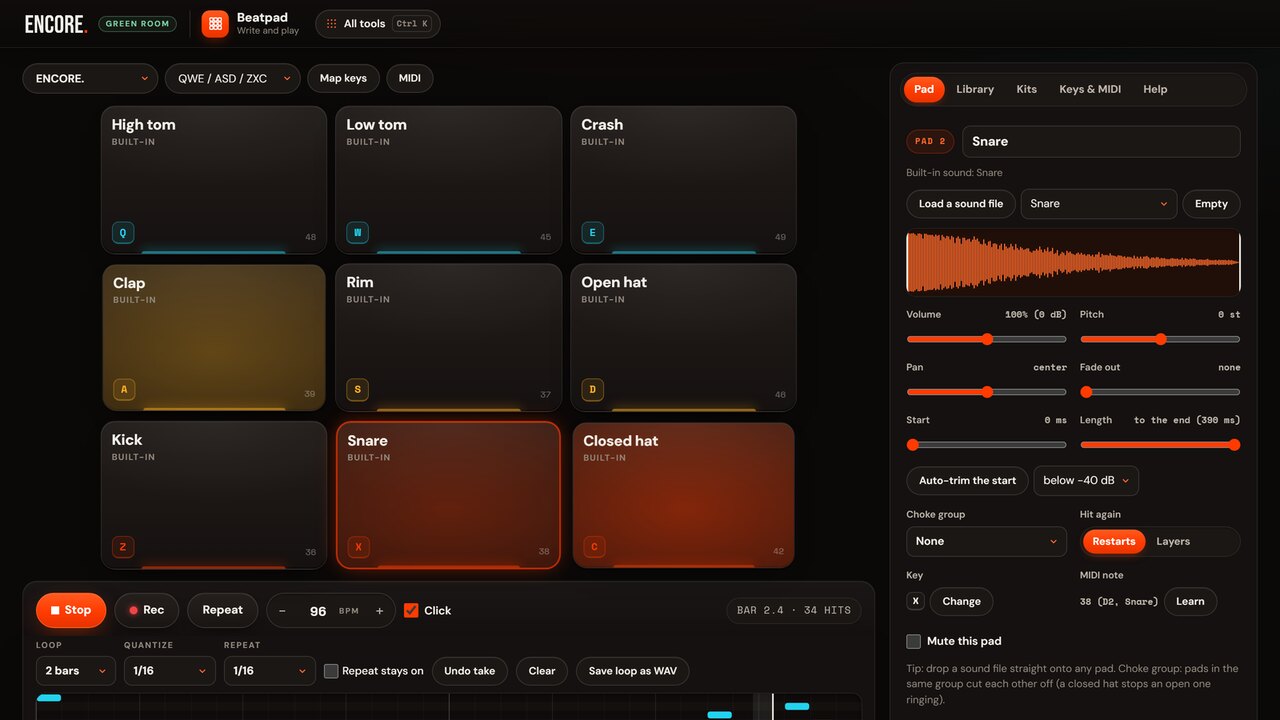 ENCORE.
GREEN ROOM
Beatpad
Write and play
All tools Ctrl K
ENCORE.
QWE / ASD / ZXC
Map keys
MIDI
High tom
BUILT-IN
Q
48
Low tom
BUILT-IN
W
45
Crash
BUILT-IN
E
49
Clap
BUILT-IN
A
39
Rim
BUILT-IN
S
37
Open hat
BUILT-IN
D
46
Kick
BUILT-IN
Z
36
Snare
BUILT-IN
X
38
Closed hat
BUILT-IN
C
42
Stop
Rec
Repeat
− 96 BPM +
Click
BAR 2.4 · 34 HITS
LOOP
2 bars
QUANTIZE
1/16
REPEAT
1/16
Repeat stays on
Undo take
Clear
Save loop as WAV
Pad
Library
Kits
Keys & MIDI
Help
PAD 2
Snare
Built-in sound: Snare
Load a sound file
Snare
Empty
Volume 100% (0 dB)
Pitch 0 st
Pan center
Fade out none
Start 0 ms
Length to the end (390 ms)
Auto-trim the start
below -40 dB
Choke group
None
Hit again
Restarts
Layers
Key
X
Change
MIDI note
38 (D2, Snare)
Learn
Mute this pad
Tip: drop a sound file straight onto any pad. Choke group: pads in the
same group cut each other off (a closed hat stops an open one
ringing).